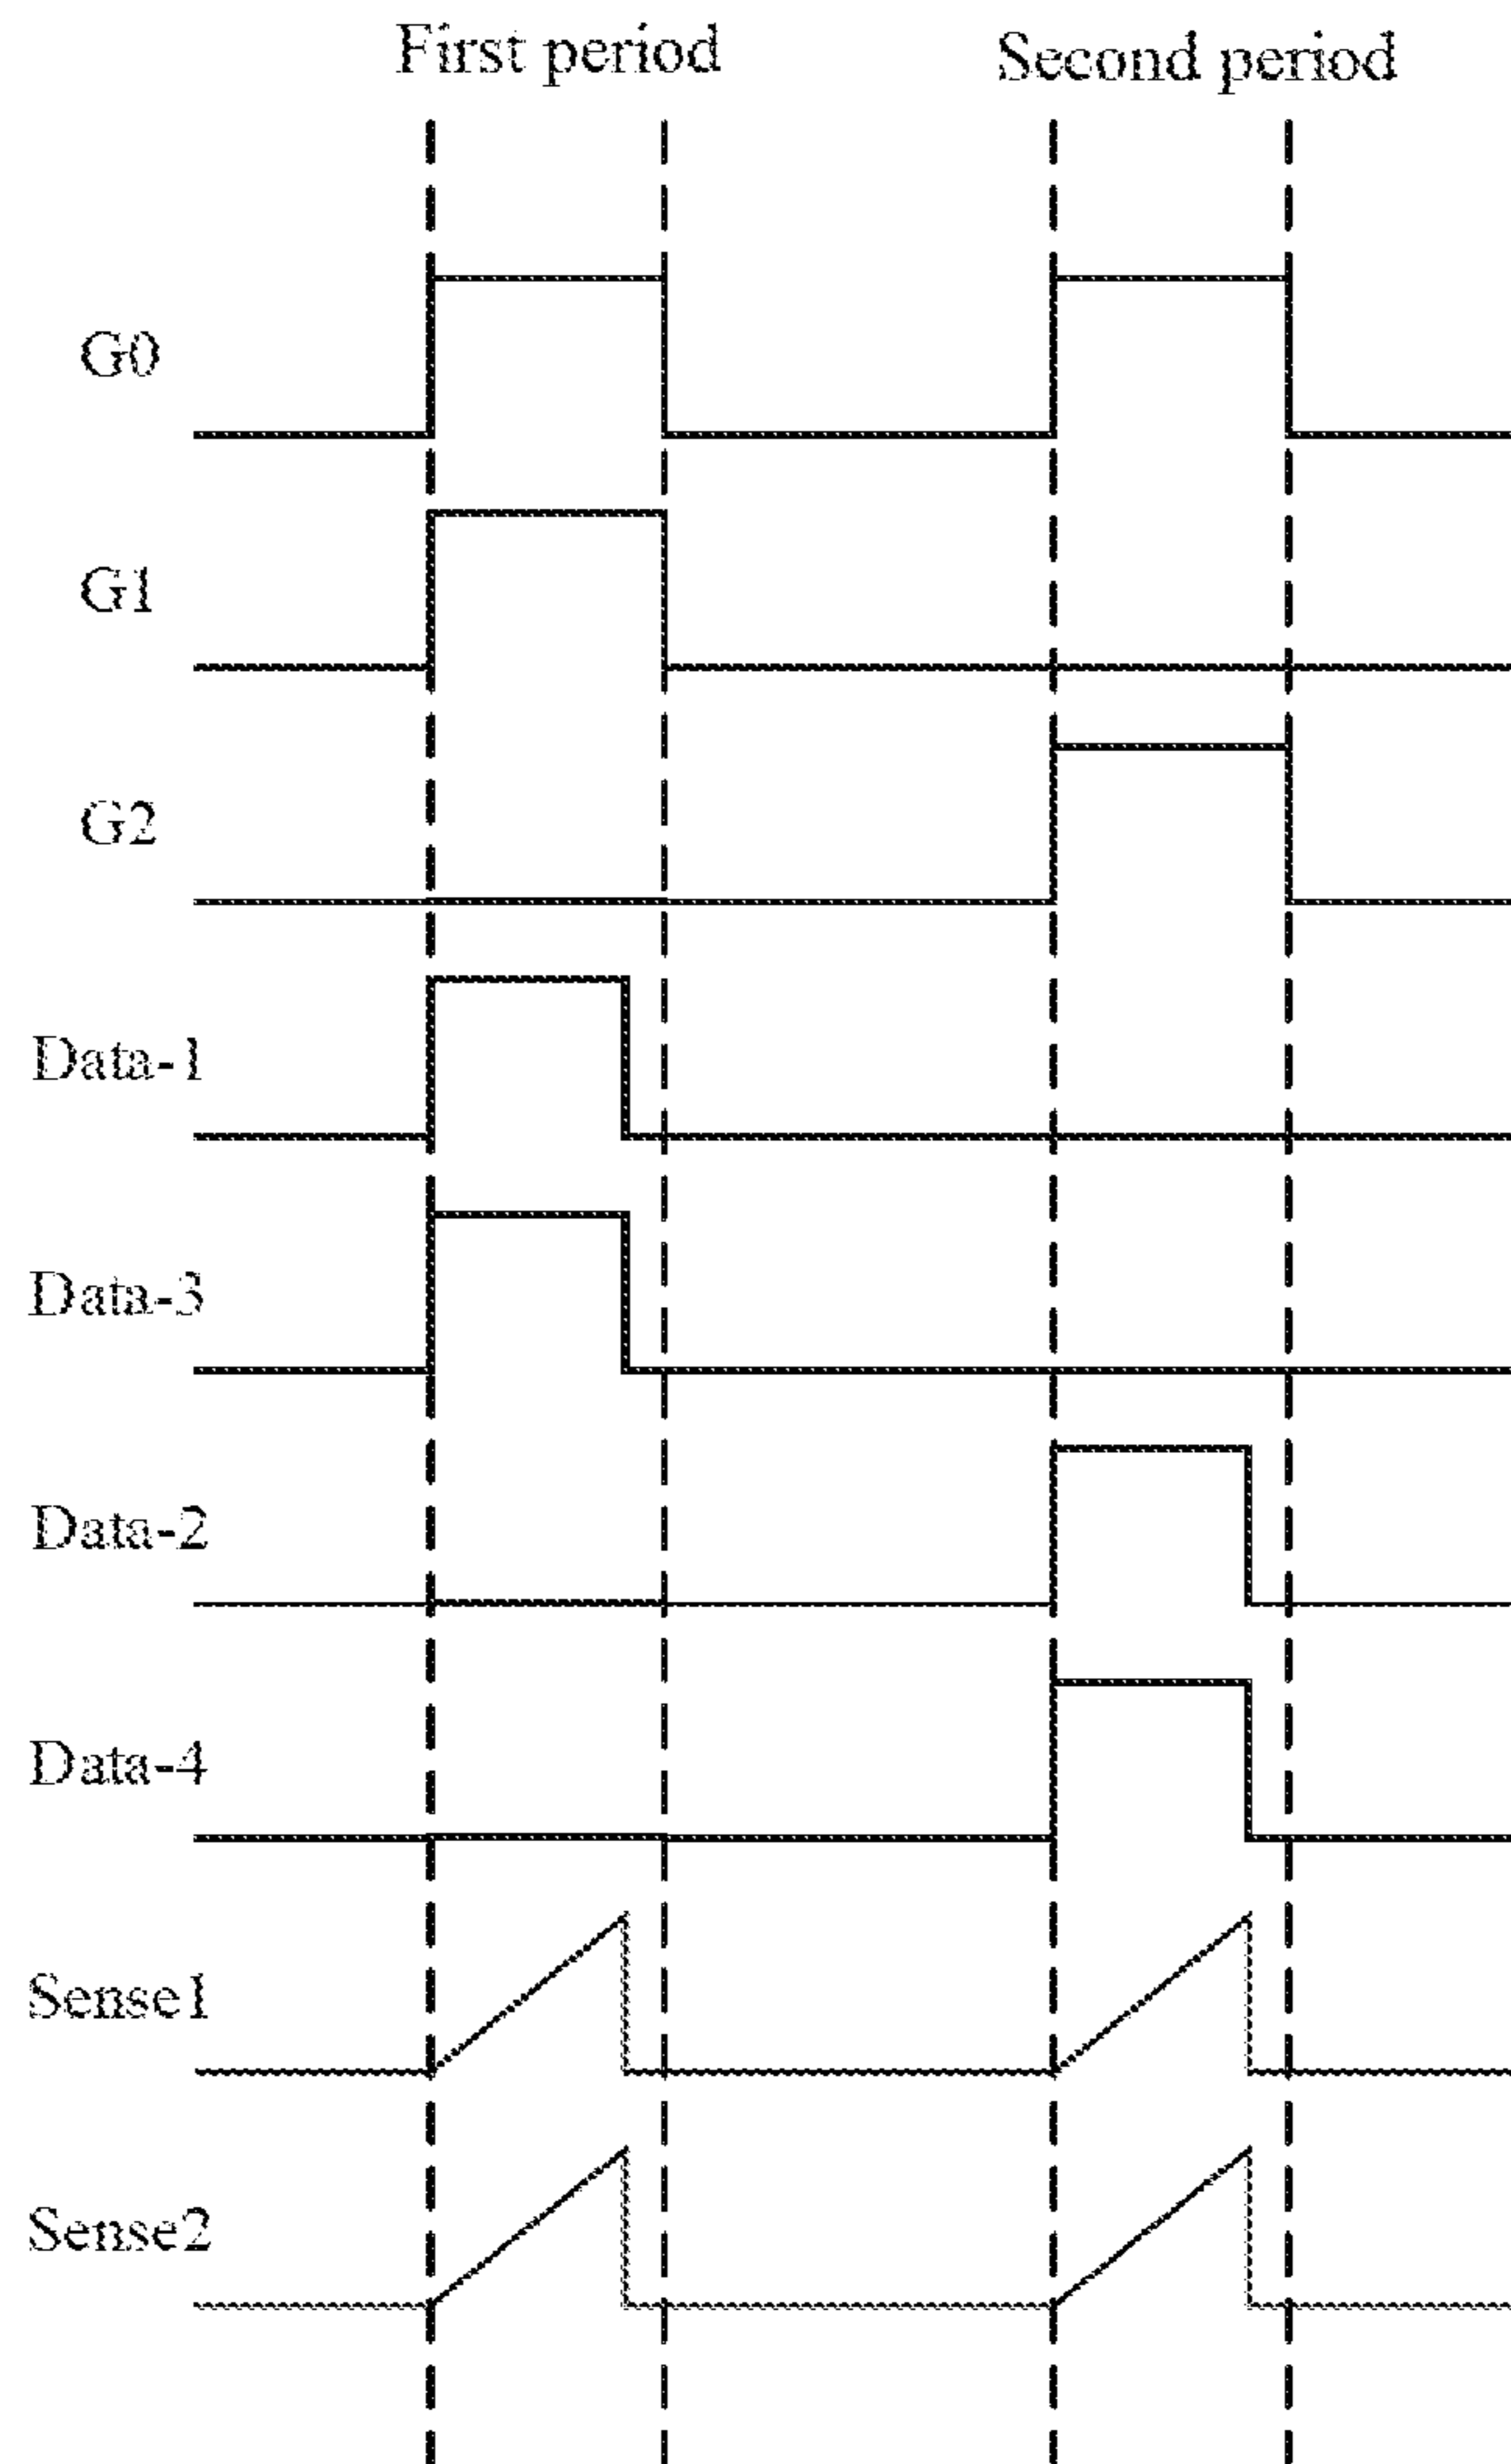 First period
Second period
G0
G1
G2
Data-1
Data-3
Data-2
Data-4
Sense1
Sense2